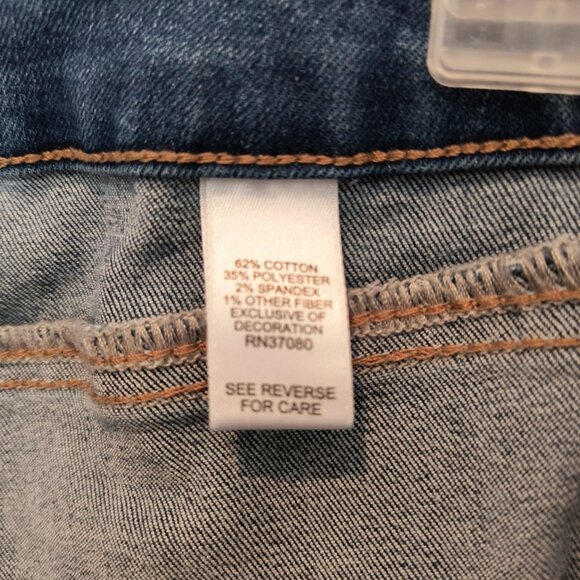 62% COTTON
35% POLYESTER
2% SPANDEX
1% OTHER FIBER
EXCLUSIVE OF
DECORATION
RN37080
SEE REVERSE
FOR CARE